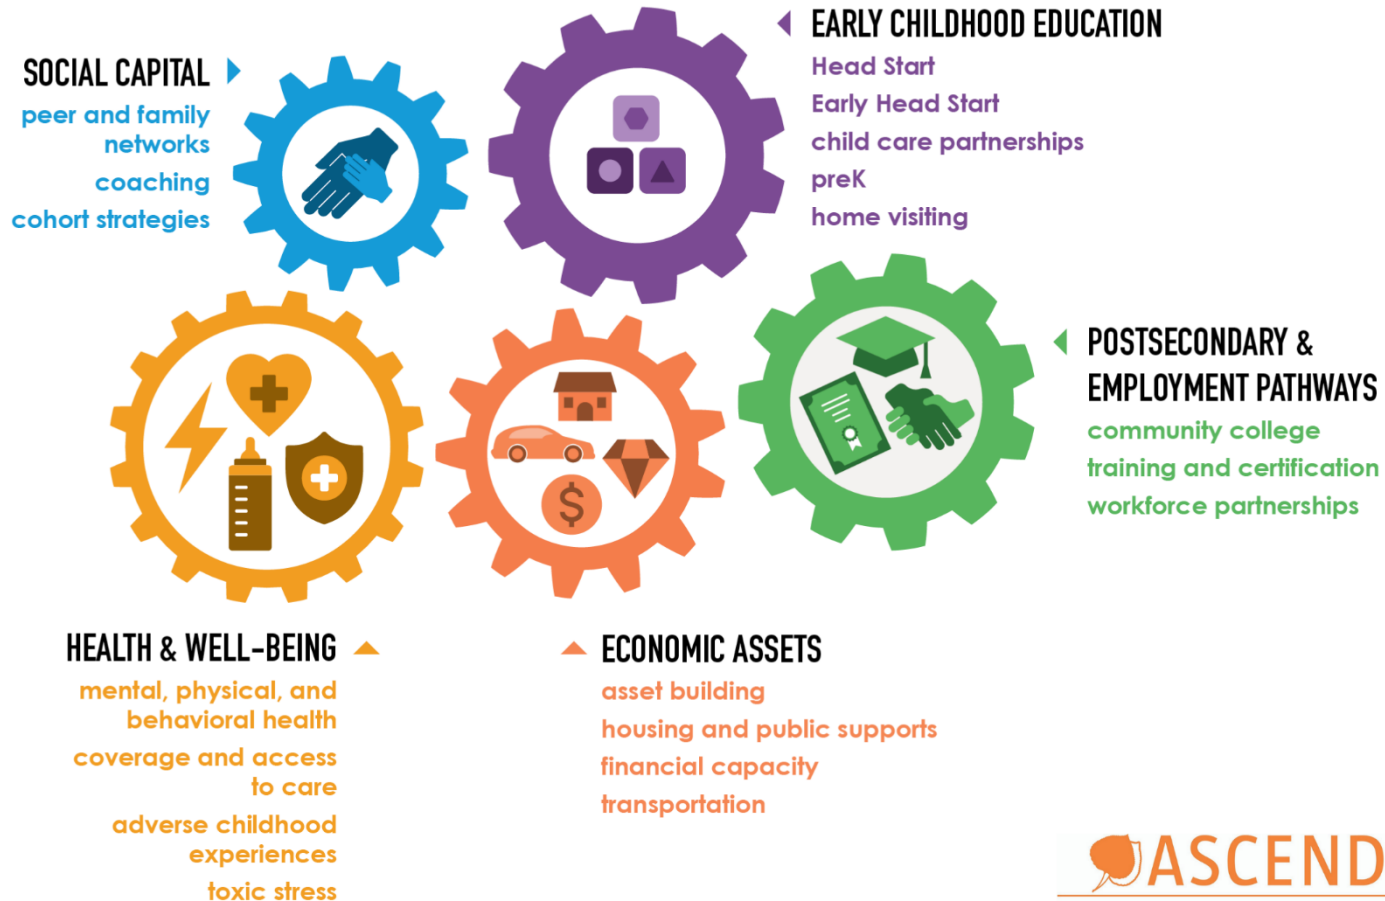 SOCIAL CAPITAL
peer and family
networks
coaching
cohort strategies
EARLY CHILDHOOD EDUCATION
Head Start
Early Head Start
child care partnerships
preK
home visiting
POSTSECONDARY &
EMPLOYMENT PATHWAYS
community college
training and certification
workforce partnerships
$
HEALTH & WELL-BEING
mental, physical, and
behavioral health
coverage and access
to care
adverse childhood
experiences
toxic stress
ECONOMIC ASSETS
asset building
housing and public supports
financial capacity
transportation
ASCEND